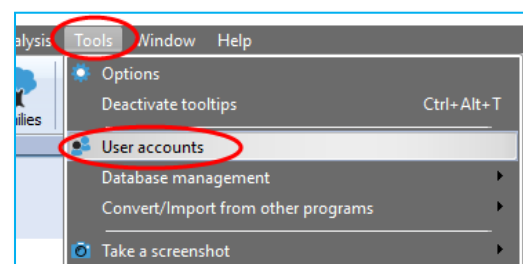 alysis Tools Window Help
Options
ilies
Deactivate tooltips Ctrl+Alt+T
User accounts
Database management
Convert/Import from other programs
Take a screenshot